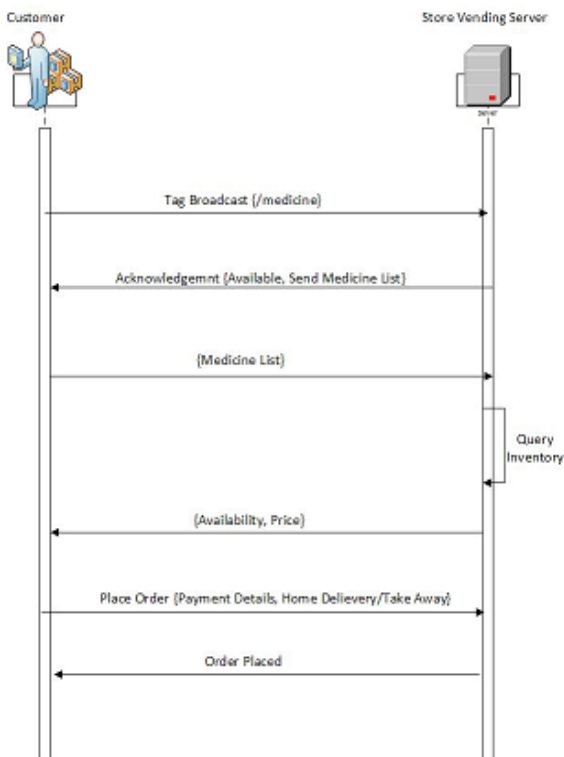 Customer
Store Vending Server
Server
Tag Broadcast {/medicine}
Acknowledgemnt {Available, Send Medicine List}
{Medicine List}
Query
Inventory
{Availability, Price}
Place Order {Payment Details, Home Delievery/Take Away}
Order Placed